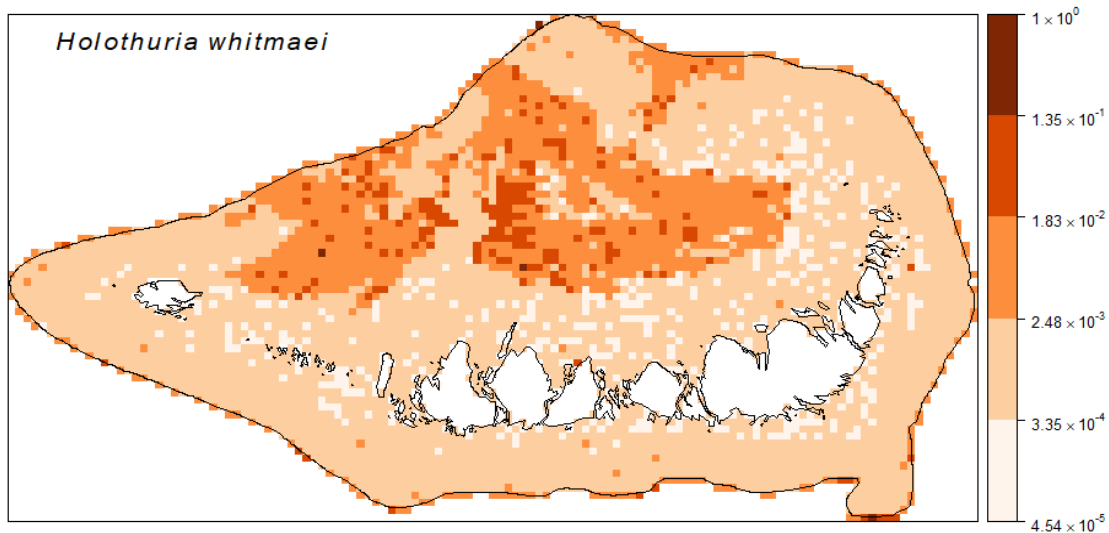 Holothuria whitmaei
1 × 10⁰
1.35 × 10⁻¹
1.83 × 10⁻²
2.48 × 10⁻³
3.35 × 10⁻⁴
4.54 × 10⁻⁵